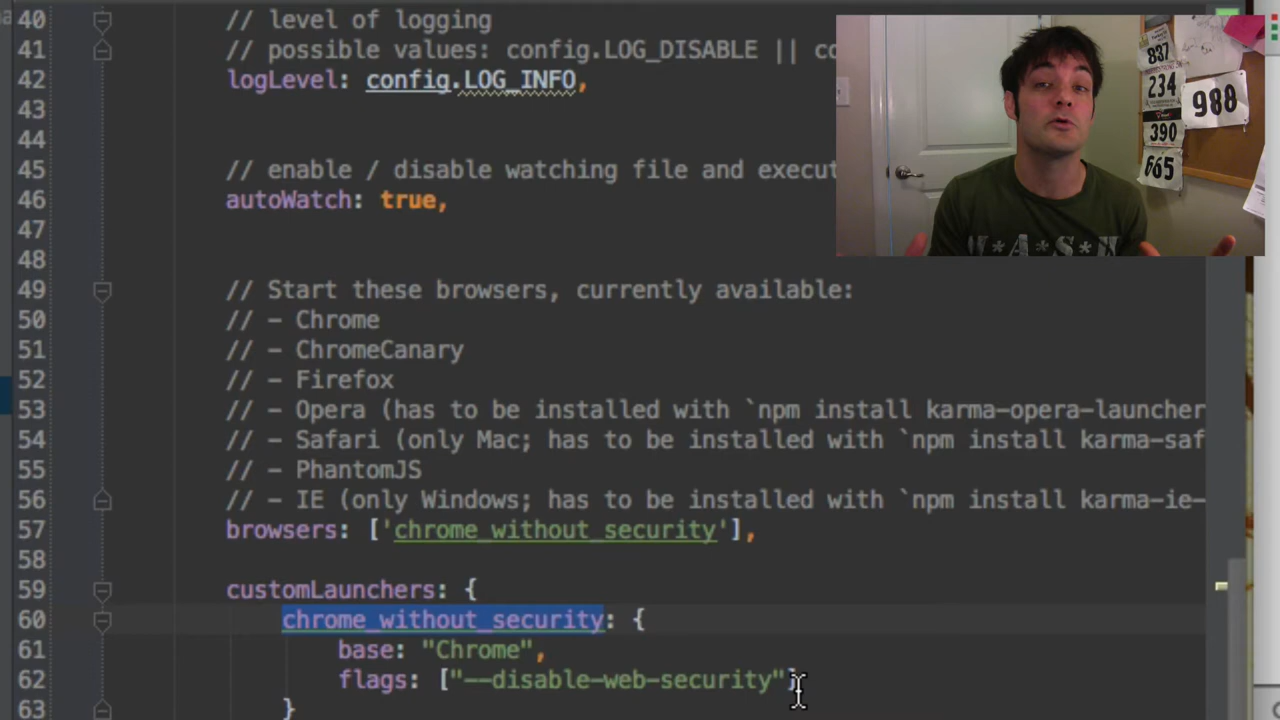 40 // level of logging
41 // possible values: config.LOG_DISABLE || co
42 logLevel: config.LOG_INFO,
43
44
45 // enable / disable watching file and execut
46 autoWatch: true,
47
48
49 // Start these browsers, currently available:
50 // - Chrome
51 // - ChromeCanary
52 // - Firefox
53 // - Opera (has to be installed with `npm install karma-opera-launcher
54 // - Safari (only Mac; has to be installed with `npm install karma-saf
55 // - PhantomJS
56 // - IE (only Windows; has to be installed with `npm install karma-ie-
57 browsers: ['chrome_without_security'],
58
59 customLaunchers: {
60 chrome_without_security: {
61 base: "Chrome",
62 flags: ["--disable-web-security"]
63 }
837
234
988
390
665
M*A*S*H